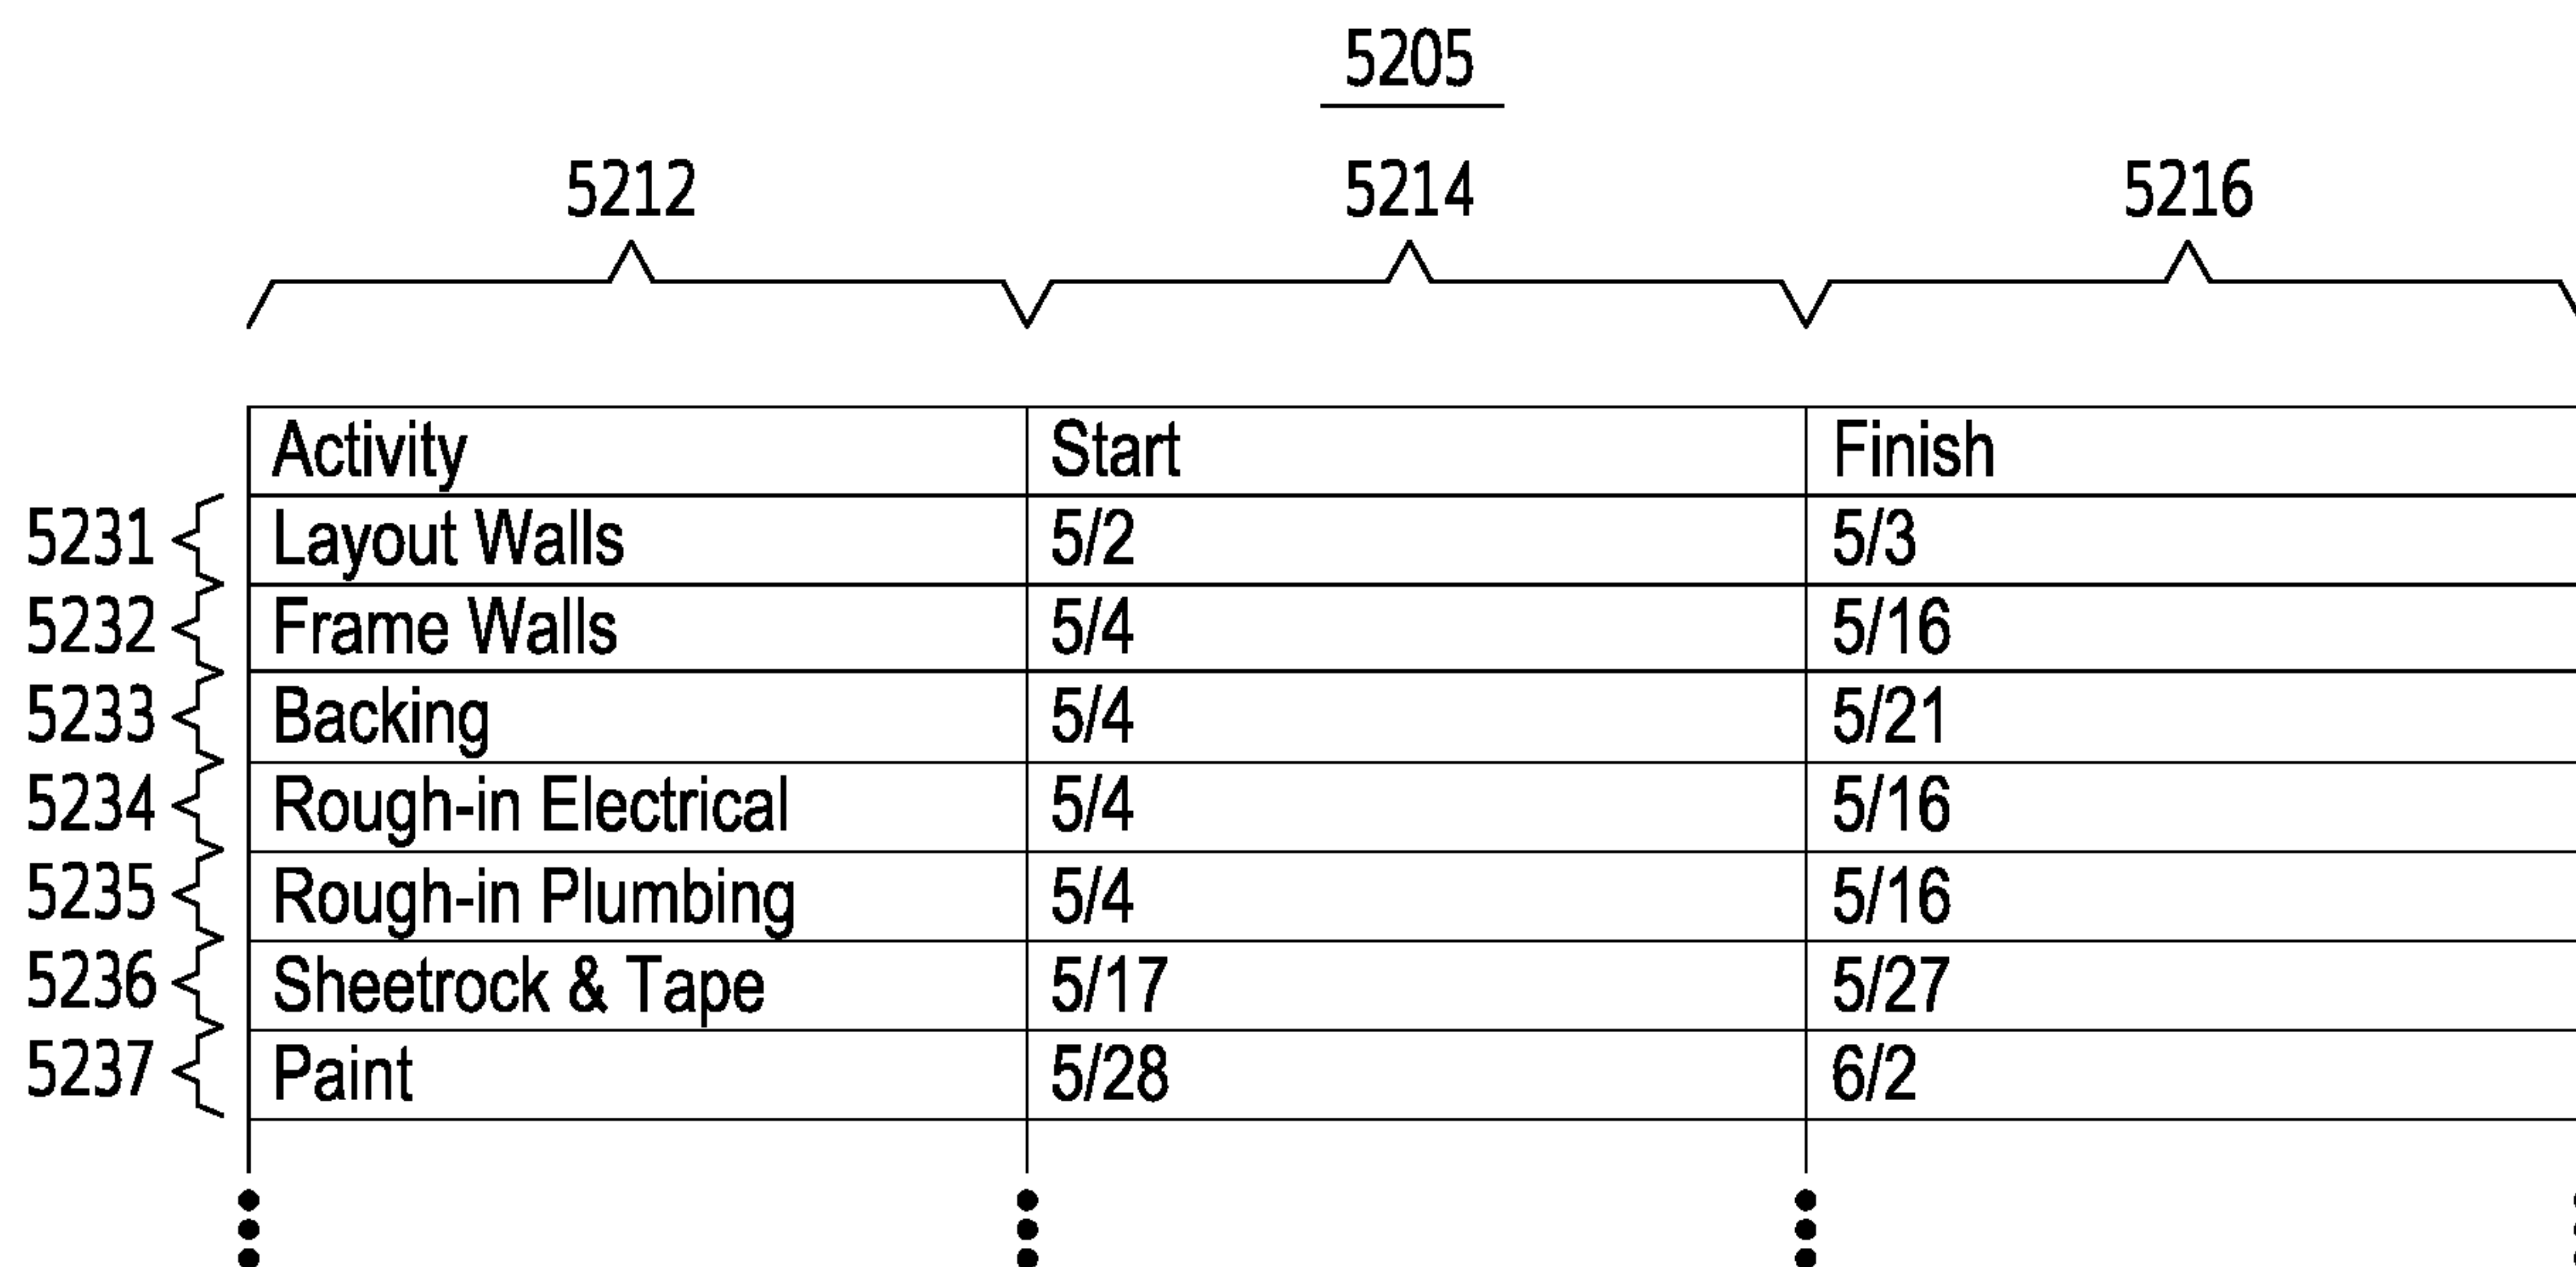 5205
5212 5214 5216
Activity Start Finish
5231 Layout Walls 5/2 5/3
5232 Frame Walls 5/4 5/16
5233 Backing 5/4 5/21
5234 Rough-in Electrical 5/4 5/16
5235 Rough-in Plumbing 5/4 5/16
5236 Sheetrock & Tape 5/17 5/27
5237 Paint 5/28 6/2